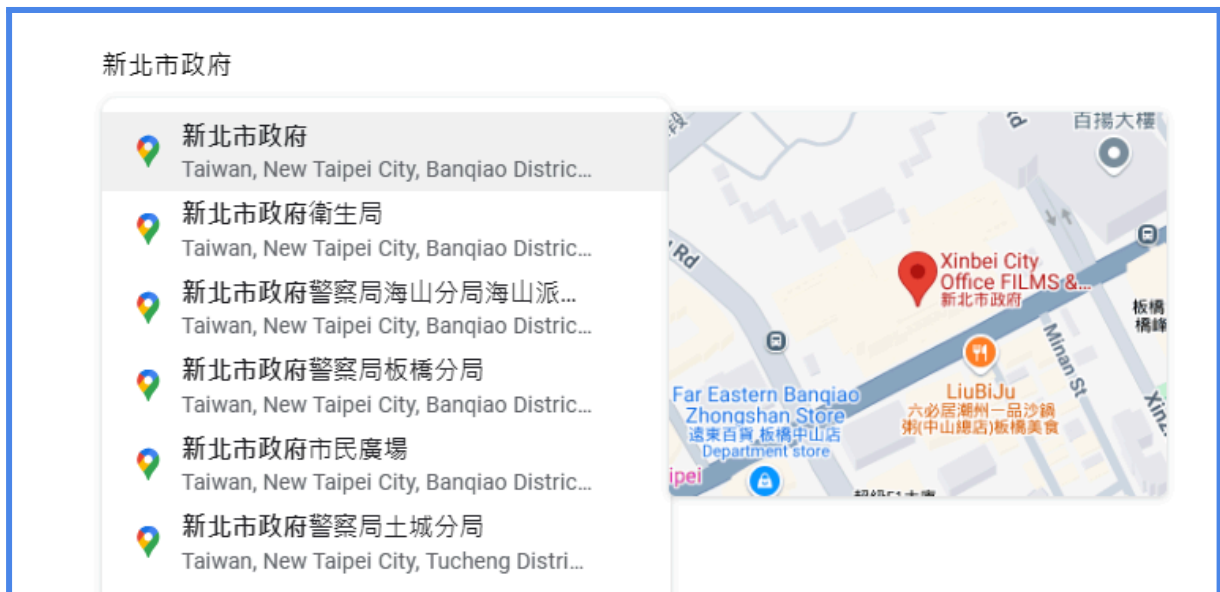 新北市政府
新北市政府
Taiwan, New Taipei City, Banqiao Distric...
新北市政府衛生局
Taiwan, New Taipei City, Banqiao Distric...
新北市政府警察局海山分局海山派...
Taiwan, New Taipei City, Banqiao Distric...
新北市政府警察局板橋分局
Taiwan, New Taipei City, Banqiao Distric...
新北市政府市民廣場
Taiwan, New Taipei City, Banqiao Distric...
新北市政府警察局土城分局
Taiwan, New Taipei City, Tucheng Distri...
段
Rd
百揚大樓
Rd
Xinbei City
Office FILMS &...
新北市政府
板橋
橋峰
Minan St
LiuBiJu
六必居潮州一品沙鍋
粥(中山總店)板橋美食
Far Eastern Banqiao
Zhongshan Store
遠東百貨 板橋中山店
Department store
ipei